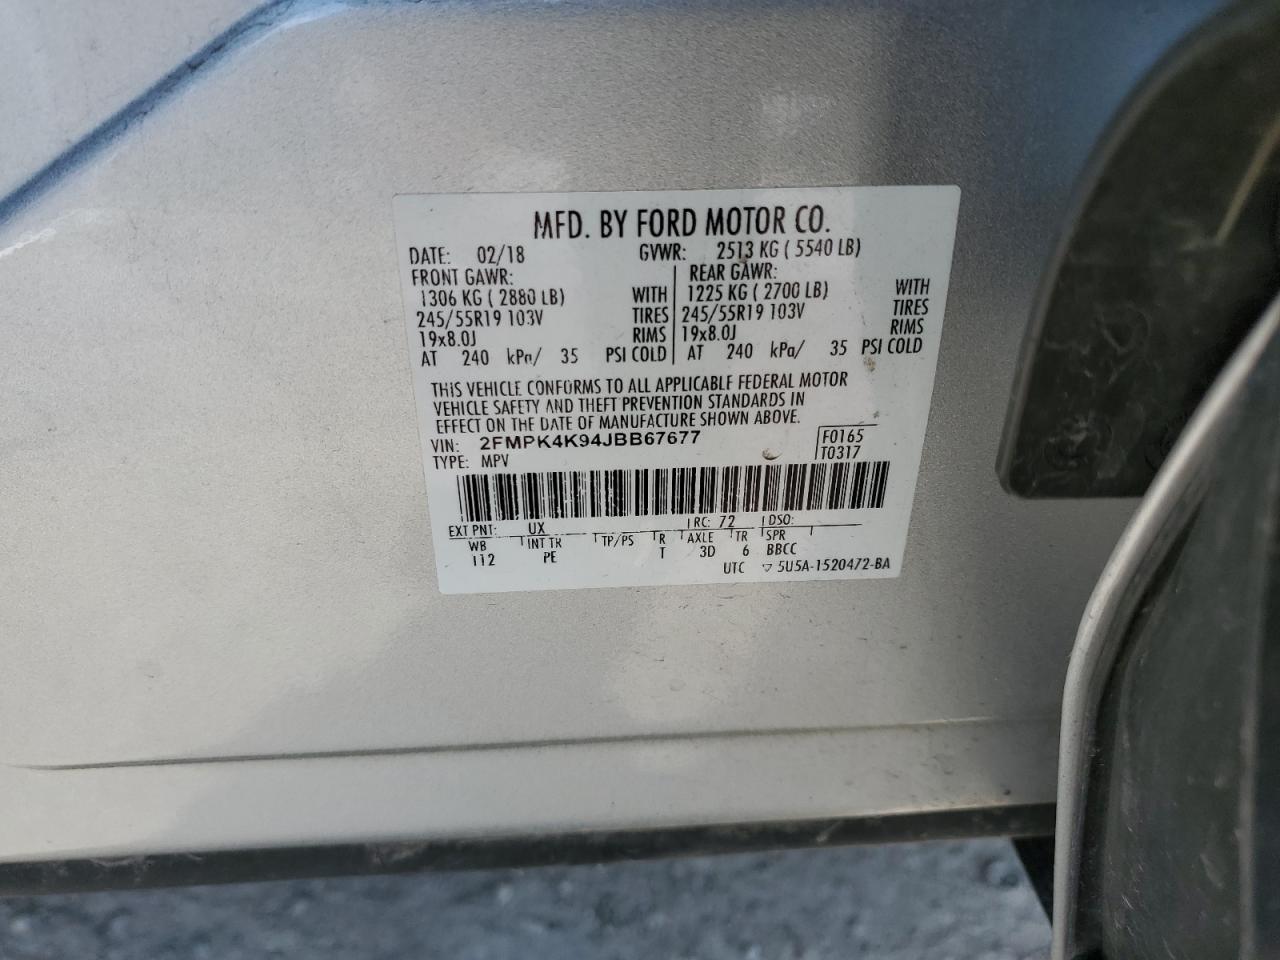 MFD. BY FORD MOTOR CO.
DATE: 02/18 GVWR: 2513 KG ( 5540 LB)
FRONT GAWR: REAR GAWR:
1306 KG ( 2880 LB) WITH 1225 KG ( 2700 LB) WITH
245/55R19 103V TIRES 245/55R19 103V TIRES
19x8.0J RIMS 19x8.0J RIMS
AT 240 kPa/ 35 PSI COLD AT 240 kPa/ 35 PSI COLD
THIS VEHICLE CONFORMS TO ALL APPLICABLE FEDERAL MOTOR
VEHICLE SAFETY AND THEFT PREVENTION STANDARDS IN
EFFECT ON THE DATE OF MANUFACTURE SHOWN ABOVE.
VIN: 2FMPK4K94JBB67677 F0165
TYPE: MPV T0317
EXT PNT: UX RC: 72 DSO:
WB INT TR TP/PS R AXLE TR SPR
112 PE T 3D 6 BBCC
UTC ▽ 5U5A-1520472-BA